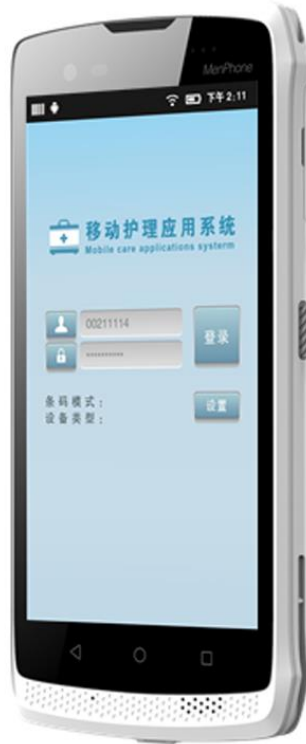 MenPhone
下午2:11
移动护理应用系统
Mobile care applications systerm
00211114
**********
登录
条码模式：
设备类型：
设置